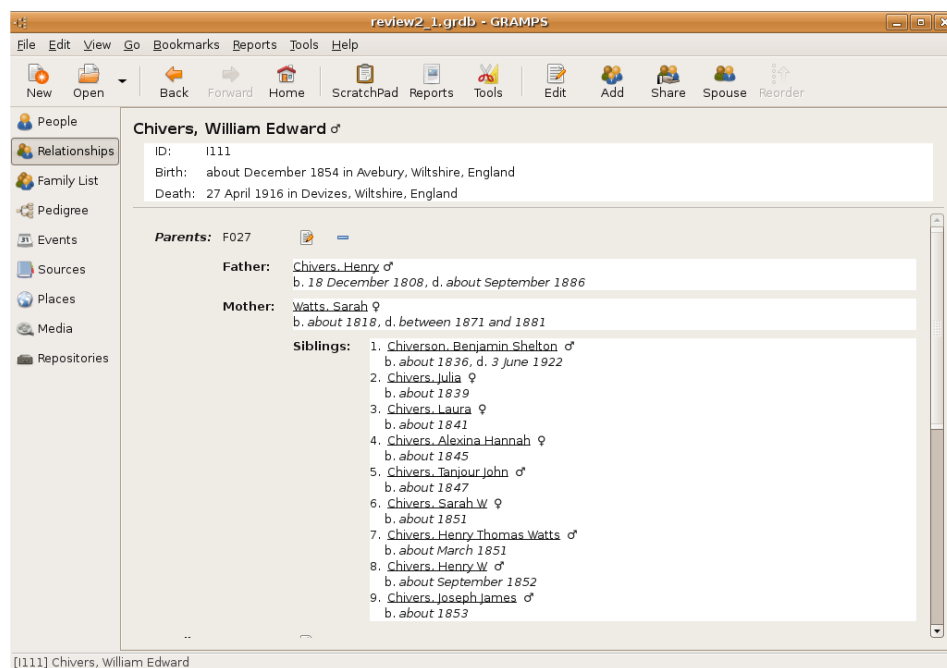 review2_1.grdb - GRAMPS
File Edit View Go Bookmarks Reports Tools Help
New Open Back Forward Home ScratchPad Reports Tools Edit Add Share Spouse Reorder
People
Relationships
Family List
Pedigree
Events
Sources
Places
Media
Repositories
Chivers, William Edward ♂
ID: I111
Birth: about December 1854 in Avebury, Wiltshire, England
Death: 27 April 1916 in Devizes, Wiltshire, England
Parents: F027
Father: Chivers, Henry ♂
b. 18 December 1808, d. about September 1886
Mother: Watts, Sarah ♀
b. about 1818, d. between 1871 and 1881
Siblings: 1. Chiverson, Benjamin Shelton ♂
b. about 1836, d. 3 June 1922
2. Chivers, Julia ♀
b. about 1839
3. Chivers, Laura ♀
b. about 1841
4. Chivers, Alexina Hannah ♀
b. about 1845
5. Chivers, Tanjour John ♂
b. about 1847
6. Chivers, Sarah W ♀
b. about 1851
7. Chivers, Henry Thomas Watts ♂
b. about March 1851
8. Chivers, Henry W ♂
b. about September 1852
9. Chivers, Joseph James ♂
b. about 1853
[I111] Chivers, William Edward